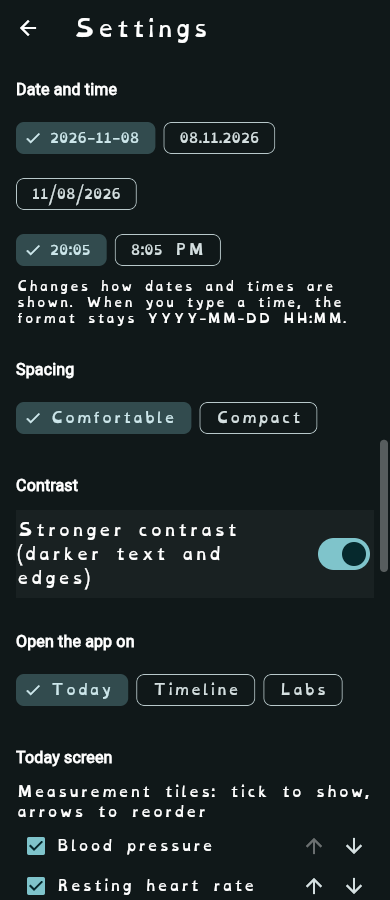 Settings
Date and time
2026-11-08
08.11.2026
11/08/2026
20:05
8:05 PM
Changes how dates and times are
shown. When you type a time, the
format stays YYYY-MM-DD HH:MM.
Spacing
Comfortable
Compact
Contrast
Stronger contrast
(darker text and
edges)
Open the app on
Today
Timeline
Labs
Today screen
Measurement tiles: tick to show,
arrows to reorder
Blood pressure
Resting heart rate